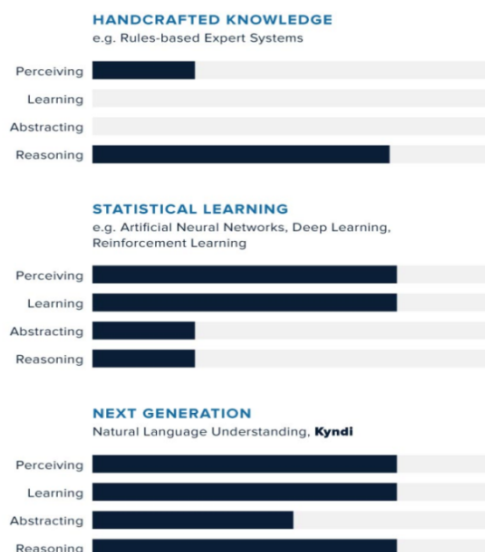 HANDCRAFTED KNOWLEDGE
e.g. Rules-based Expert Systems
Perceiving
Learning
Abstracting
Reasoning
STATISTICAL LEARNING
e.g. Artificial Neural Networks, Deep Learning,
Reinforcement Learning
Perceiving
Learning
Abstracting
Reasoning
NEXT GENERATION
Natural Language Understanding, Kyndi
Perceiving
Learning
Abstracting
Reasoning